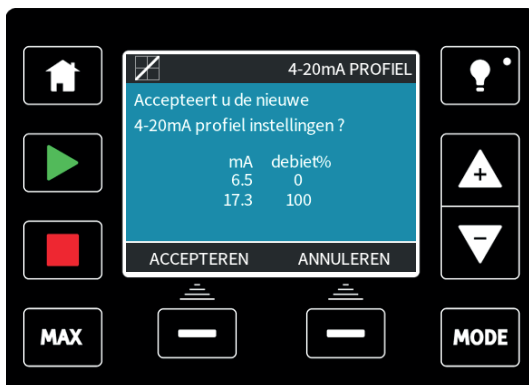 4-20mA PROFIEL
Accepteert u de nieuwe
4-20mA profiel instellingen ?
mA debiet%
6.5 0
17.3 100
ACCEPTEREN ANNULEREN
+
-
MAX
MODE